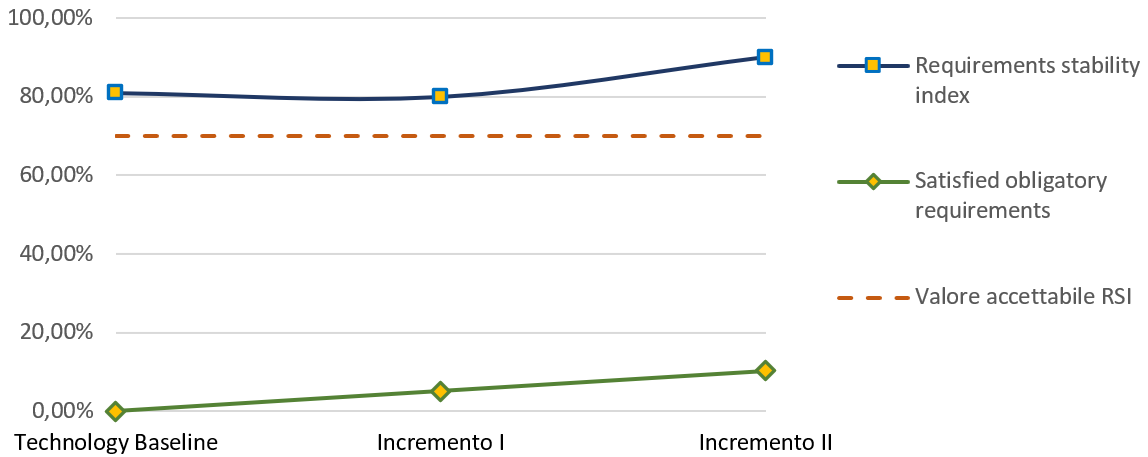 100,00%
80,00%
60,00%
40,00%
20,00%
0,00%
Technology Baseline
Incremento I
Incremento II
Requirements stability
index
Satisfied obligatory
requirements
Valore accettabile RSI